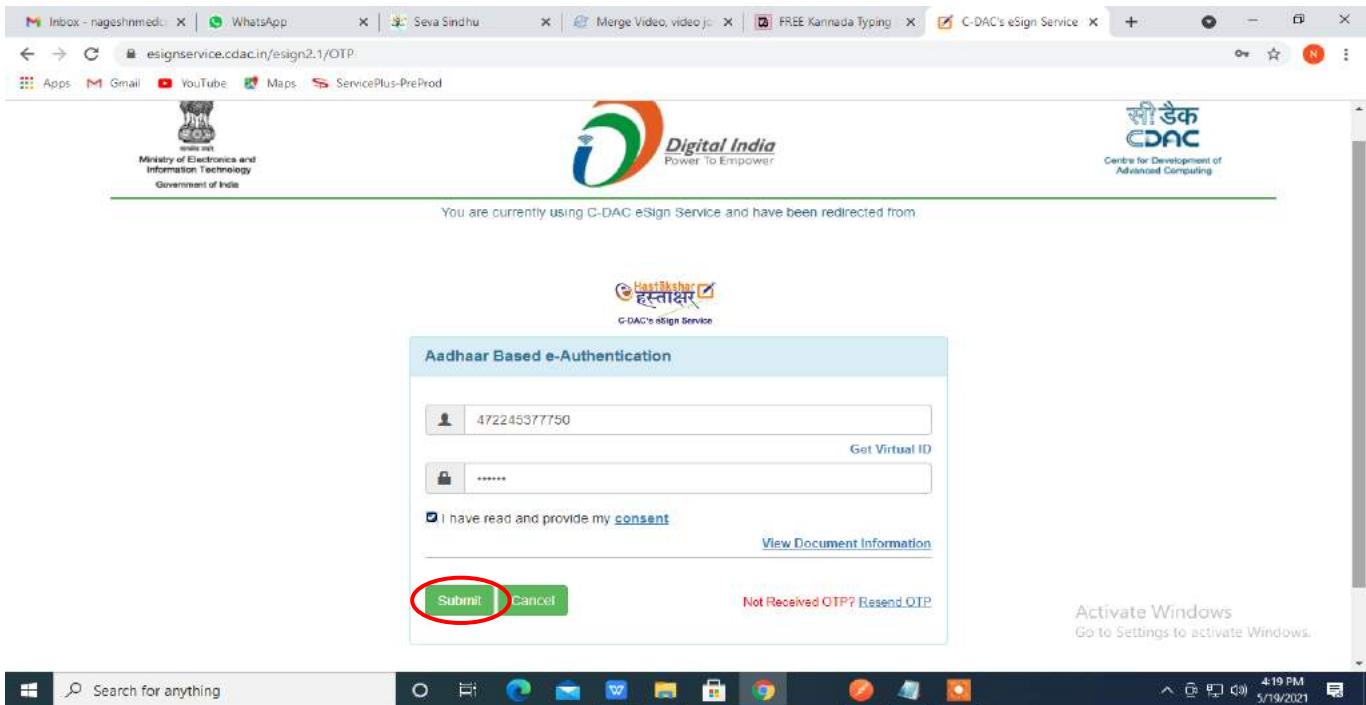 Inbox - nageshnmedc
WhatsApp
Seva Sindhu
Merge Video, video jo
FREE Kannada Typing
C-DAC's eSign Service
esignservice.cdac.in/esign2.1/OTP
N
Apps
Gmail
YouTube
Maps
ServicePlus-PreProd
Ministry of Electronics and
Information Technology
Government of India
Digital India
Power To Empower
सी डैक
CDAC
Centre for Development of
Advanced Computing
You are currently using C-DAC eSign Service and have been redirected from
e Hastākshar
हस्ताक्षर
C-DAC's eSign Service
Aadhaar Based e-Authentication
472245377750
Get Virtual ID
••••••
I have read and provide my consent
View Document Information
Submit
Cancel
Not Received OTP? Resend OTP
Activate Windows
Go to Settings to activate Windows.
Search for anything
4:19 PM
5/19/2021